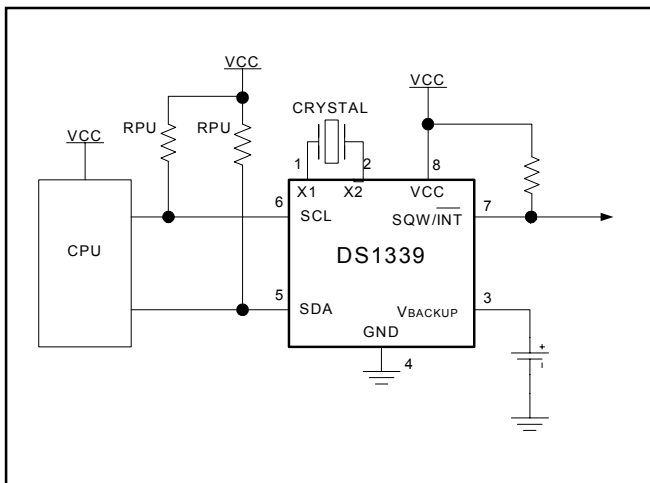 VCC
VCC
CRYSTAL
RPU
RPU
VCC
1
2
8
X1
X2
VCC
6
SCL
SQW/INT
7
CPU
DS1339
5
SDA
VBACKUP
3
GND
4
+
-